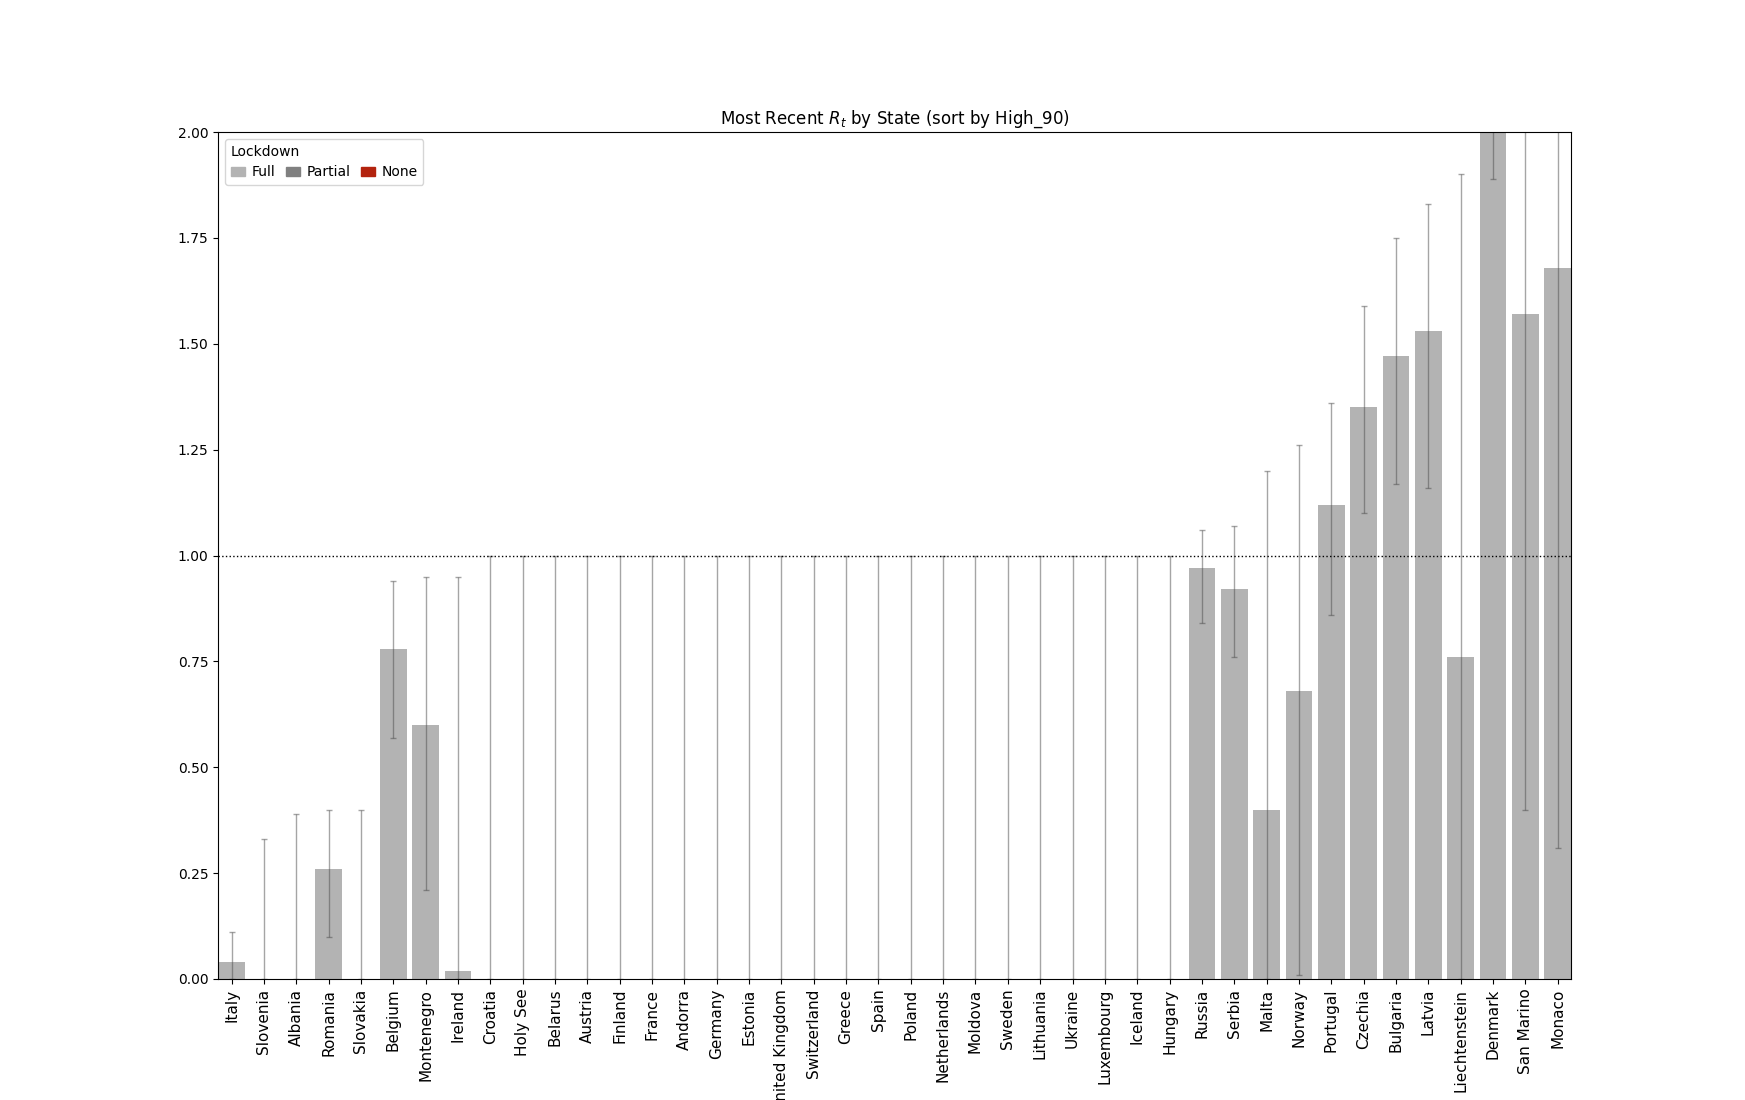 Most Recent R_t by State (sort by High_90)
Lockdown
Full Partial None
2.00
1.75
1.50
1.25
1.00
0.75
0.50
0.25
0.00
Italy
Slovenia
Albania
Romania
Slovakia
Belgium
Montenegro
Ireland
Croatia
Holy See
Belarus
Austria
Finland
France
Andorra
Germany
Estonia
nited Kingdom
Switzerland
Greece
Spain
Poland
Netherlands
Moldova
Sweden
Lithuania
Ukraine
Luxembourg
Iceland
Hungary
Russia
Serbia
Malta
Norway
Portugal
Czechia
Bulgaria
Latvia
Liechtenstein
Denmark
San Marino
Monaco